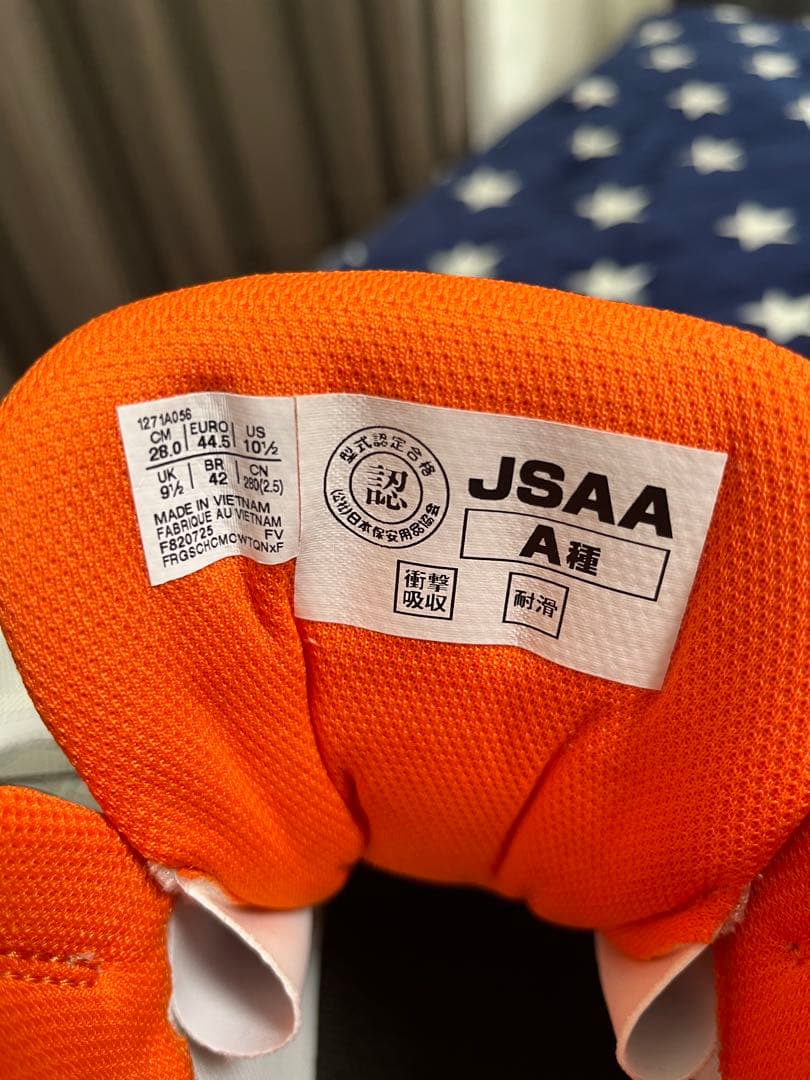 1271A056
CM EURO US
28.0 44.5 10½
UK BR CN
9½ 42 280(2.5)
MADE IN VIETNAM
FABRIQUE AU VIETNAM
F820725 FV
FRGSCHCMCWTQNxF
型式認定合格
認
(公社)日本保安用品協会
JSAA
A種
衝撃
吸収
耐滑